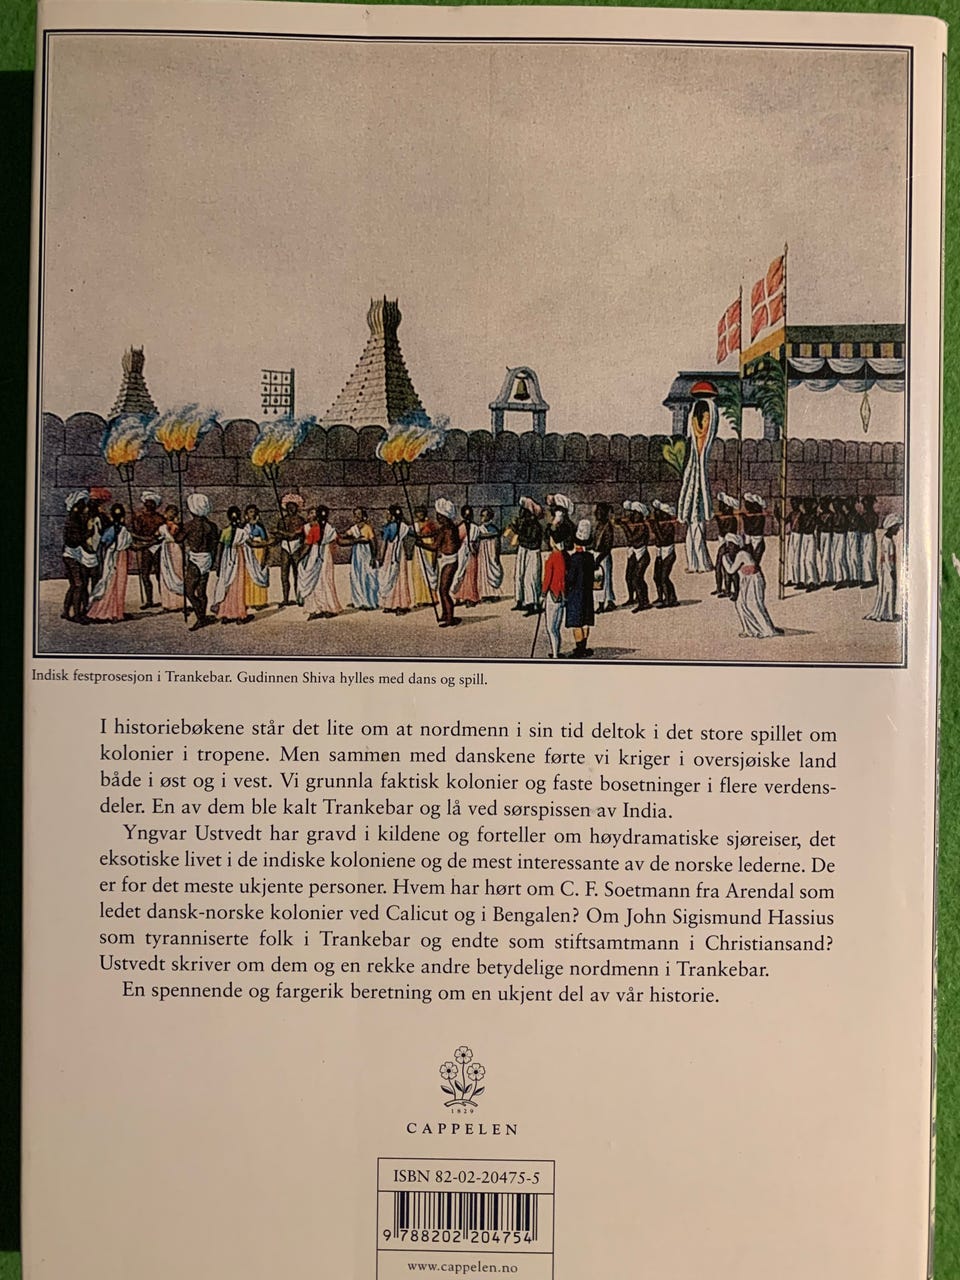 Indisk festprosesjon i Trankebar. Gudinnen Shiva hylles med dans og spill.
I historiebøkene står det lite om at nordmenn i sin tid deltok i det store spillet om
kolonier i tropene. Men sammen med danskene førte vi kriger i oversjøiske land
både i øst og i vest. Vi grunnla faktisk kolonier og faste bosetninger i flere verdens-
deler. En av dem ble kalt Trankebar og lå ved sørspissen av India.
Yngvar Ustvedt har gravd i kildene og forteller om høydramatiske sjøreiser, det
eksotiske livet i de indiske koloniene og de mest interessante av de norske lederne. De
er for det meste ukjente personer. Hvem har hørt om C. F. Soetmann fra Arendal som
ledet dansk-norske kolonier ved Calicut og i Bengalen? Om John Sigismund Hassius
som tyranniserte folk i Trankebar og endte som stiftsamtmann i Christiansand?
Ustvedt skriver om dem og en rekke andre betydelige nordmenn i Trankebar.
En spennende og fargerik beretning om en ukjent del av vår historie.
1829
CAPPELEN
ISBN 82-02-20475-5
9 788202 204754
www.cappelen.no